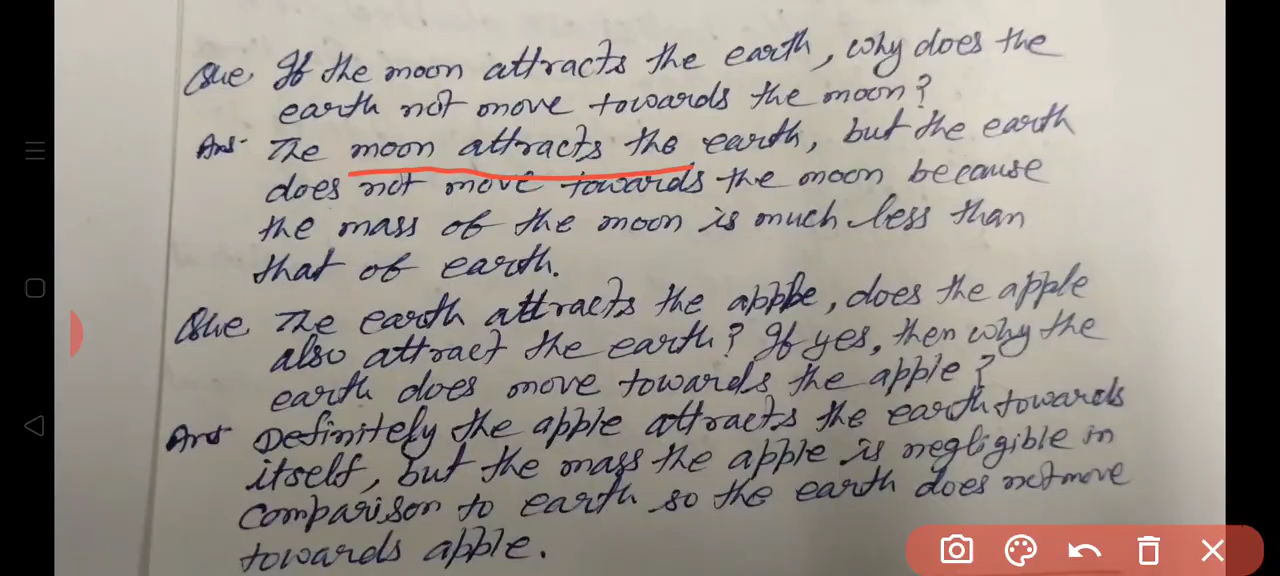 Que If the moon attracts the earth, why does the
earth not move towards the moon?
Ans- The moon attracts the earth, but the earth
does not move towards the moon because
the mass of the moon is much less than
that of earth.
Que The earth attracts the apple, does the apple
also attract the earth? If yes, then why the
earth does move towards the apple?
Ans Definitely the apple attracts the earth towards
itself, but the mass the apple is negligible in
comparison to earth so the earth does not move
towards apple.